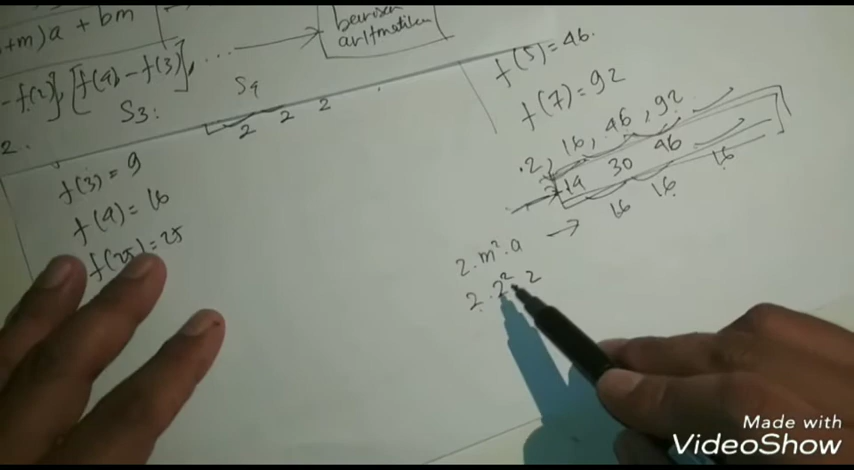 +m)a + bm
barisan
aritmatikan
- f(2)], [f(4) - f(3)], ...
S3: S4
2.
2 2 2
f(3) = 9
f(4) = 16
f(25) = 25
f(5) = 46.
f(7) = 92
.2, 16, 46, 92
14 30 46
16 16 16
2. m². a →
2. 2². 2
Made with
VideoShow